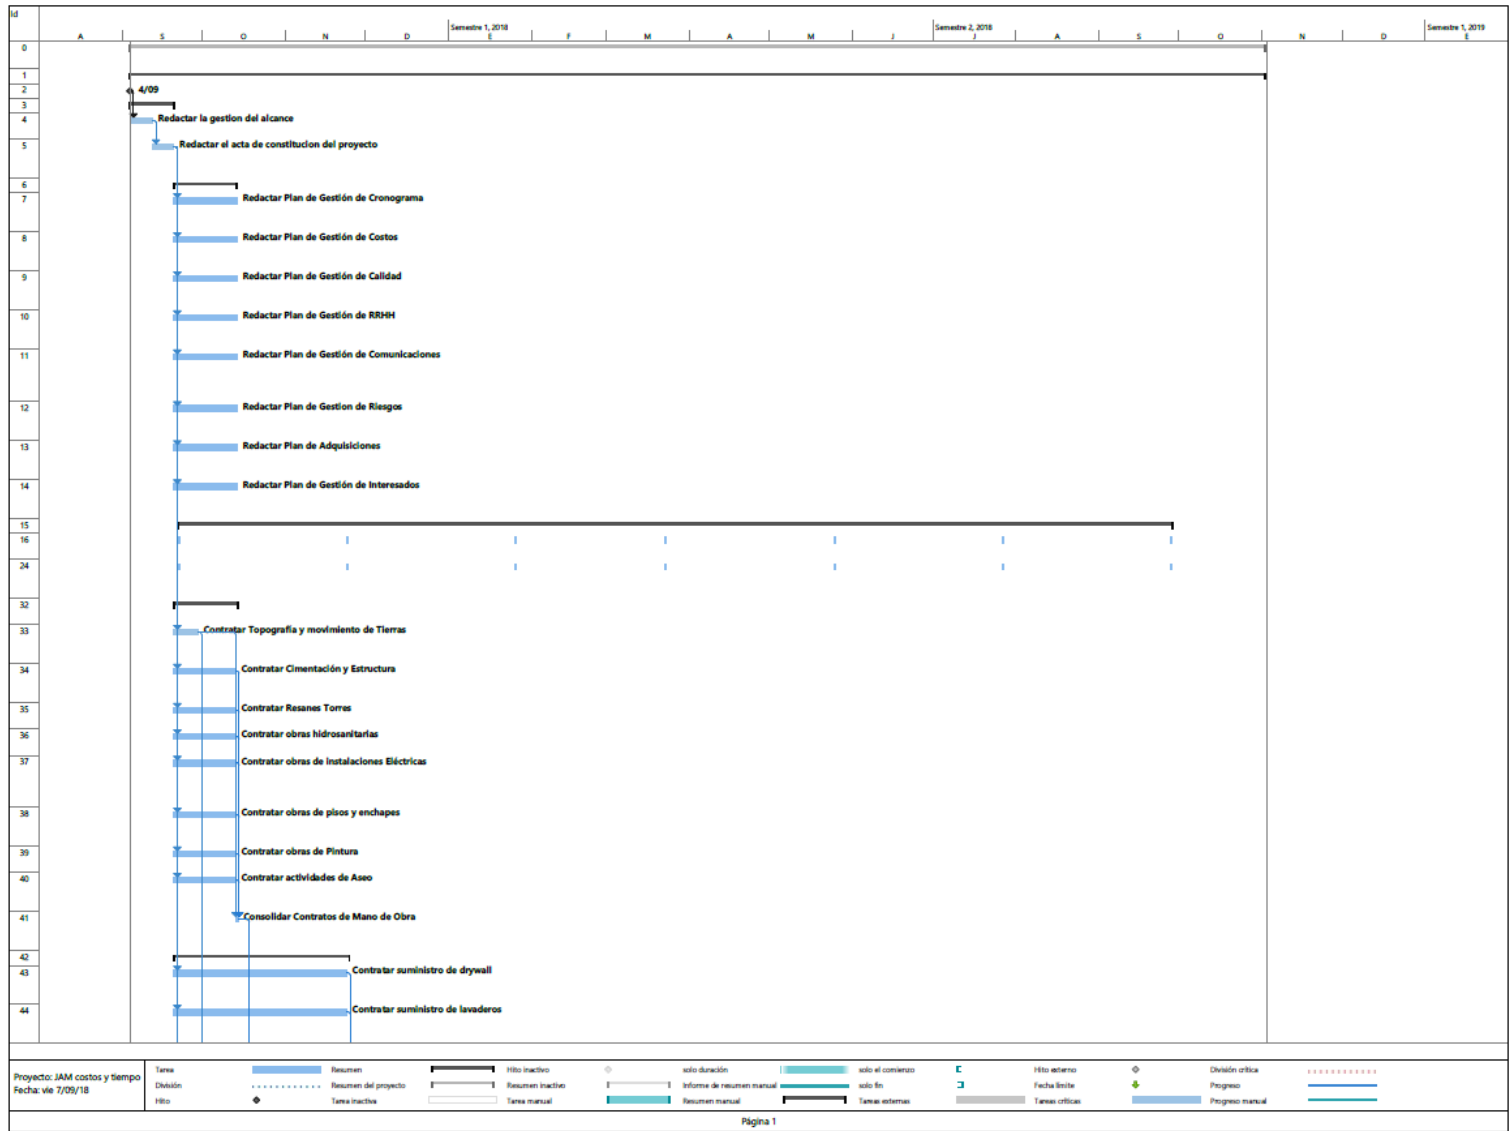 Id
Semestre 1, 2018 Semestre 2, 2018 Semestre 1, 2019
A S O N D E F M A M J J A S O N D E
0
1
2 4/09
3
4 Redactar la gestion del alcance
5 Redactar el acta de constitucion del proyecto
6
7 Redactar Plan de Gestión de Cronograma
8 Redactar Plan de Gestión de Costos
9 Redactar Plan de Gestión de Calidad
10 Redactar Plan de Gestión de RRHH
11 Redactar Plan de Gestión de Comunicaciones
12 Redactar Plan de Gestion de Riesgos
13 Redactar Plan de Adquisiciones
14 Redactar Plan de Gestión de Interesados
15
16
24
32
33 Contratar Topografía y movimiento de Tierras
34 Contratar Cimentación y Estructura
35 Contratar Resanes Torres
36 Contratar obras hidrosanitarias
37 Contratar obras de instalaciones Eléctricas
38 Contratar obras de pisos y enchapes
39 Contratar obras de Pintura
40 Contratar actividades de Aseo
41 Consolidar Contratos de Mano de Obra
42
43 Contratar suministro de drywall
44 Contratar suministro de lavaderos
Proyecto: JAM costos y tiempo
Fecha: vie 7/09/18
Tarea Resumen Hito inactivo solo duración solo el comienzo Hito externo División crítica
División Resumen del proyecto Resumen inactivo Informe de resumen manual solo fin Fecha límite Progreso
Hito Tarea inactiva Tarea manual Resumen manual Tareas externas Tareas críticas Progreso manual
Página 1